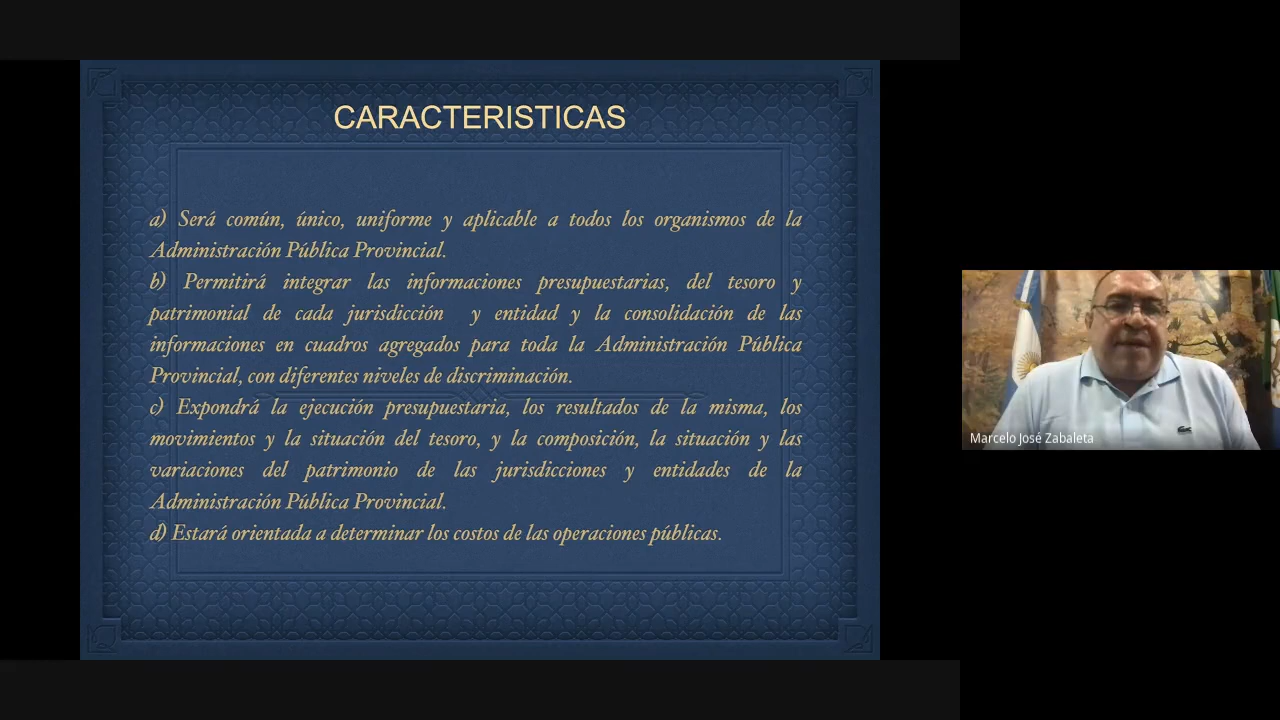 CARACTERISTICAS
a) Será común, único, uniforme y aplicable a todos los organismos de la
Administración Pública Provincial.
b) Permitirá integrar las informaciones presupuestarias, del tesoro y
patrimonial de cada jurisdicción y entidad y la consolidación de las
informaciones en cuadros agregados para toda la Administración Pública
Provincial, con diferentes niveles de discriminación.
c) Expondrá la ejecución presupuestaria, los resultados de la misma, los
movimientos y la situación del tesoro, y la composición, la situación y las
variaciones del patrimonio de las jurisdicciones y entidades de la
Administración Pública Provincial.
d) Estará orientada a determinar los costos de las operaciones públicas.
Marcelo José Zabaleta